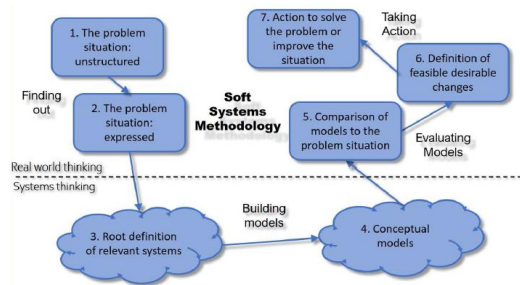 1. The problem
situation:
unstructured
Finding
out
2. The problem
situation:
expressed
Real world thinking
Systems thinking
3. Root definition
of relevant systems
Building
models
4. Conceptual
models
Soft
Systems
Methodology
5. Comparison of
models to the
problem situation
Evaluating
Models
6. Definition of
feasible desirable
changes
Taking
Action
7. Action to solve
the problem or
improve the
situation